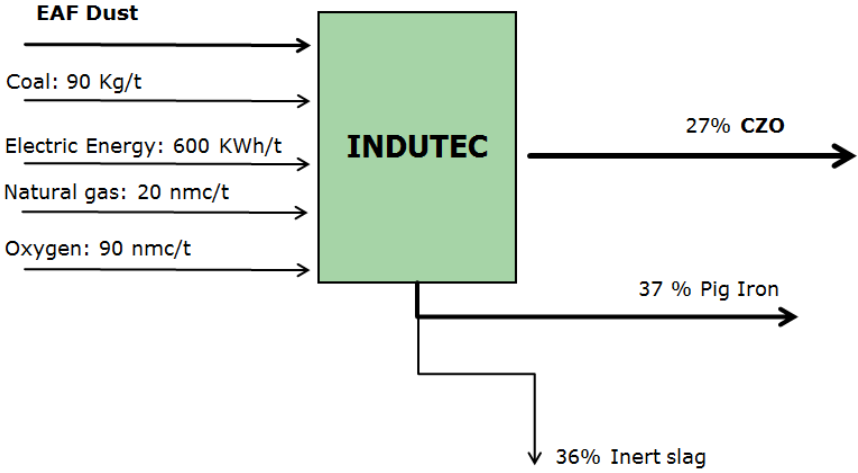 EAF Dust
Coal: 90 Kg/t
Electric Energy: 600 KWh/t
Natural gas: 20 nmc/t
Oxygen: 90 nmc/t
INDUTEC
27% CZO
37 % Pig Iron
36% Inert slag